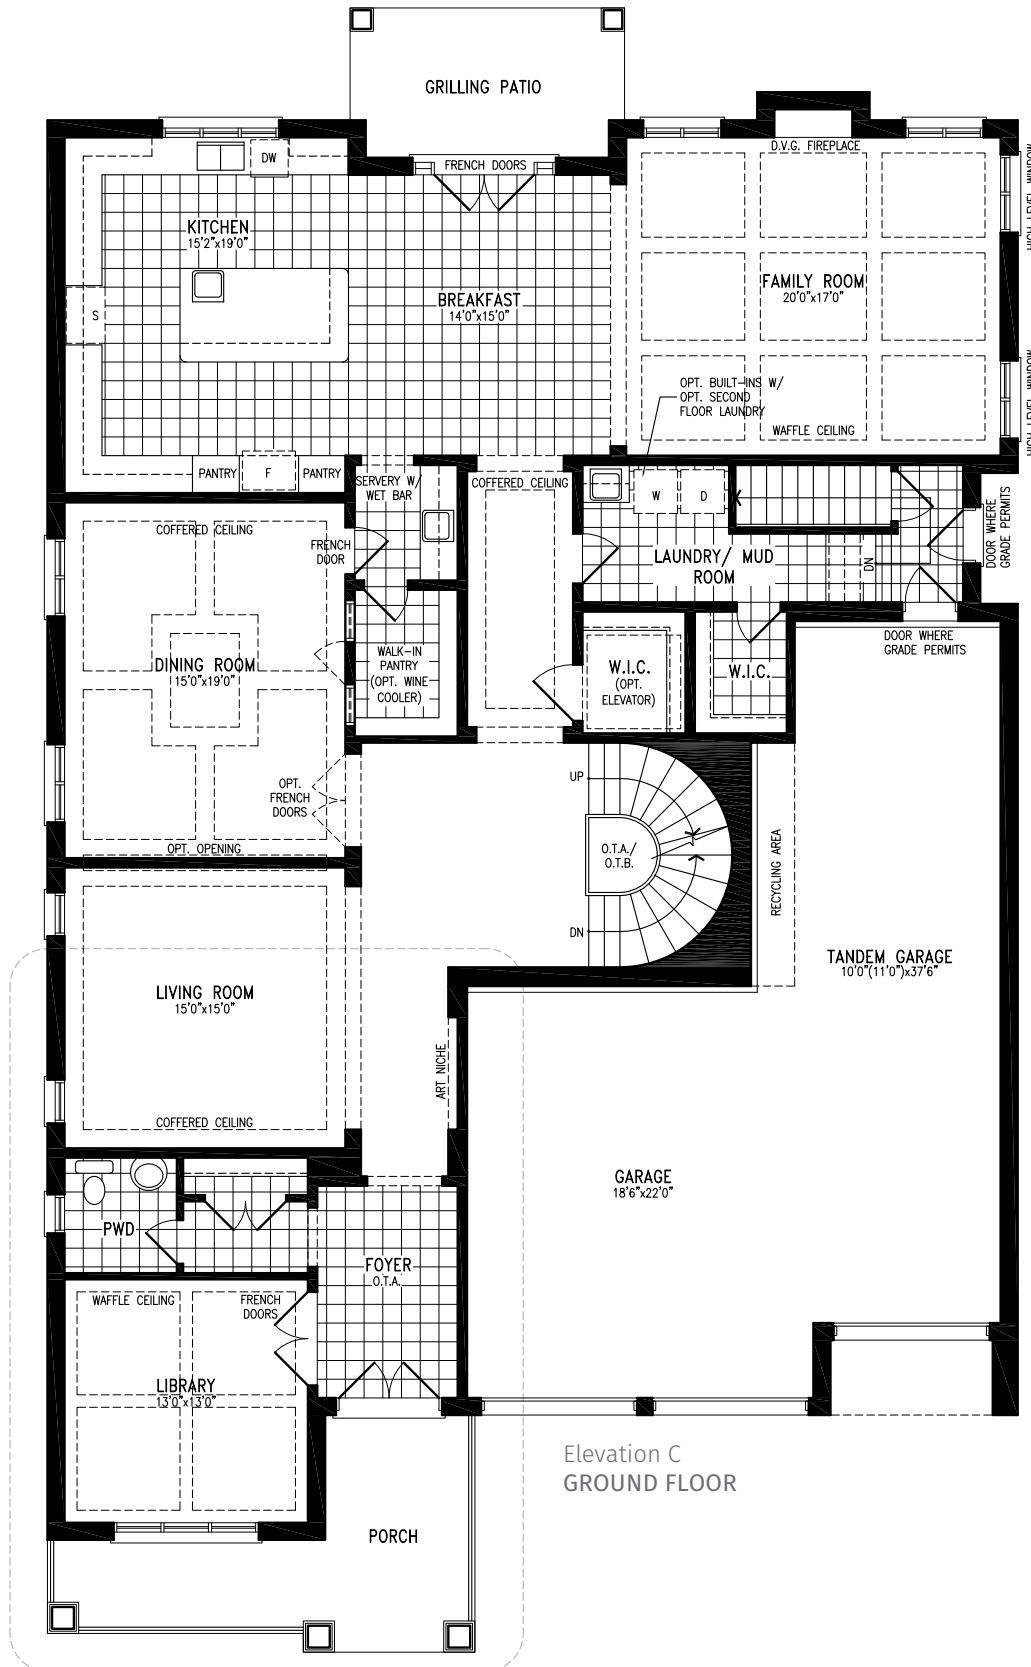 GRILLING PATIO
FRENCH DOORS
D.V.G. FIREPLACE
DW
HIGH LEVEL WINDOW
KITCHEN
15'2"x19'0"
BREAKFAST
14'0"x15'0"
FAMILY ROOM
20'0"x17'0"
S
OPT. BUILT-INS W/
OPT. SECOND
FLOOR LAUNDRY
HIGH LEVEL WINDOW
WAFFLE CEILING
PANTRY
F
PANTRY
SERVERY W/
WET BAR
COFFERED CEILING
W
D
DOOR WHERE
GRADE PERMITS
COFFERED CEILING
FRENCH
DOOR
LAUNDRY/ MUD
ROOM
DN
DOOR WHERE
GRADE PERMITS
DINING ROOM
15'0"x19'0"
WALK-IN
PANTRY
(OPT. WINE
COOLER)
W.I.C.
(OPT.
ELEVATOR)
W.I.C.
UP
OPT.
FRENCH
DOORS
O.T.A./
O.T.B.
OPT. OPENING
RECYCLING AREA
DN
TANDEM GARAGE
10'0"(11'0")x37'6"
LIVING ROOM
15'0"x15'0"
ART NICHE
COFFERED CEILING
GARAGE
18'6"x22'0"
PWD
FOYER
O.T.A.
WAFFLE CEILING
FRENCH
DOORS
LIBRARY
13'0"x13'0"
Elevation C
GROUND FLOOR
PORCH